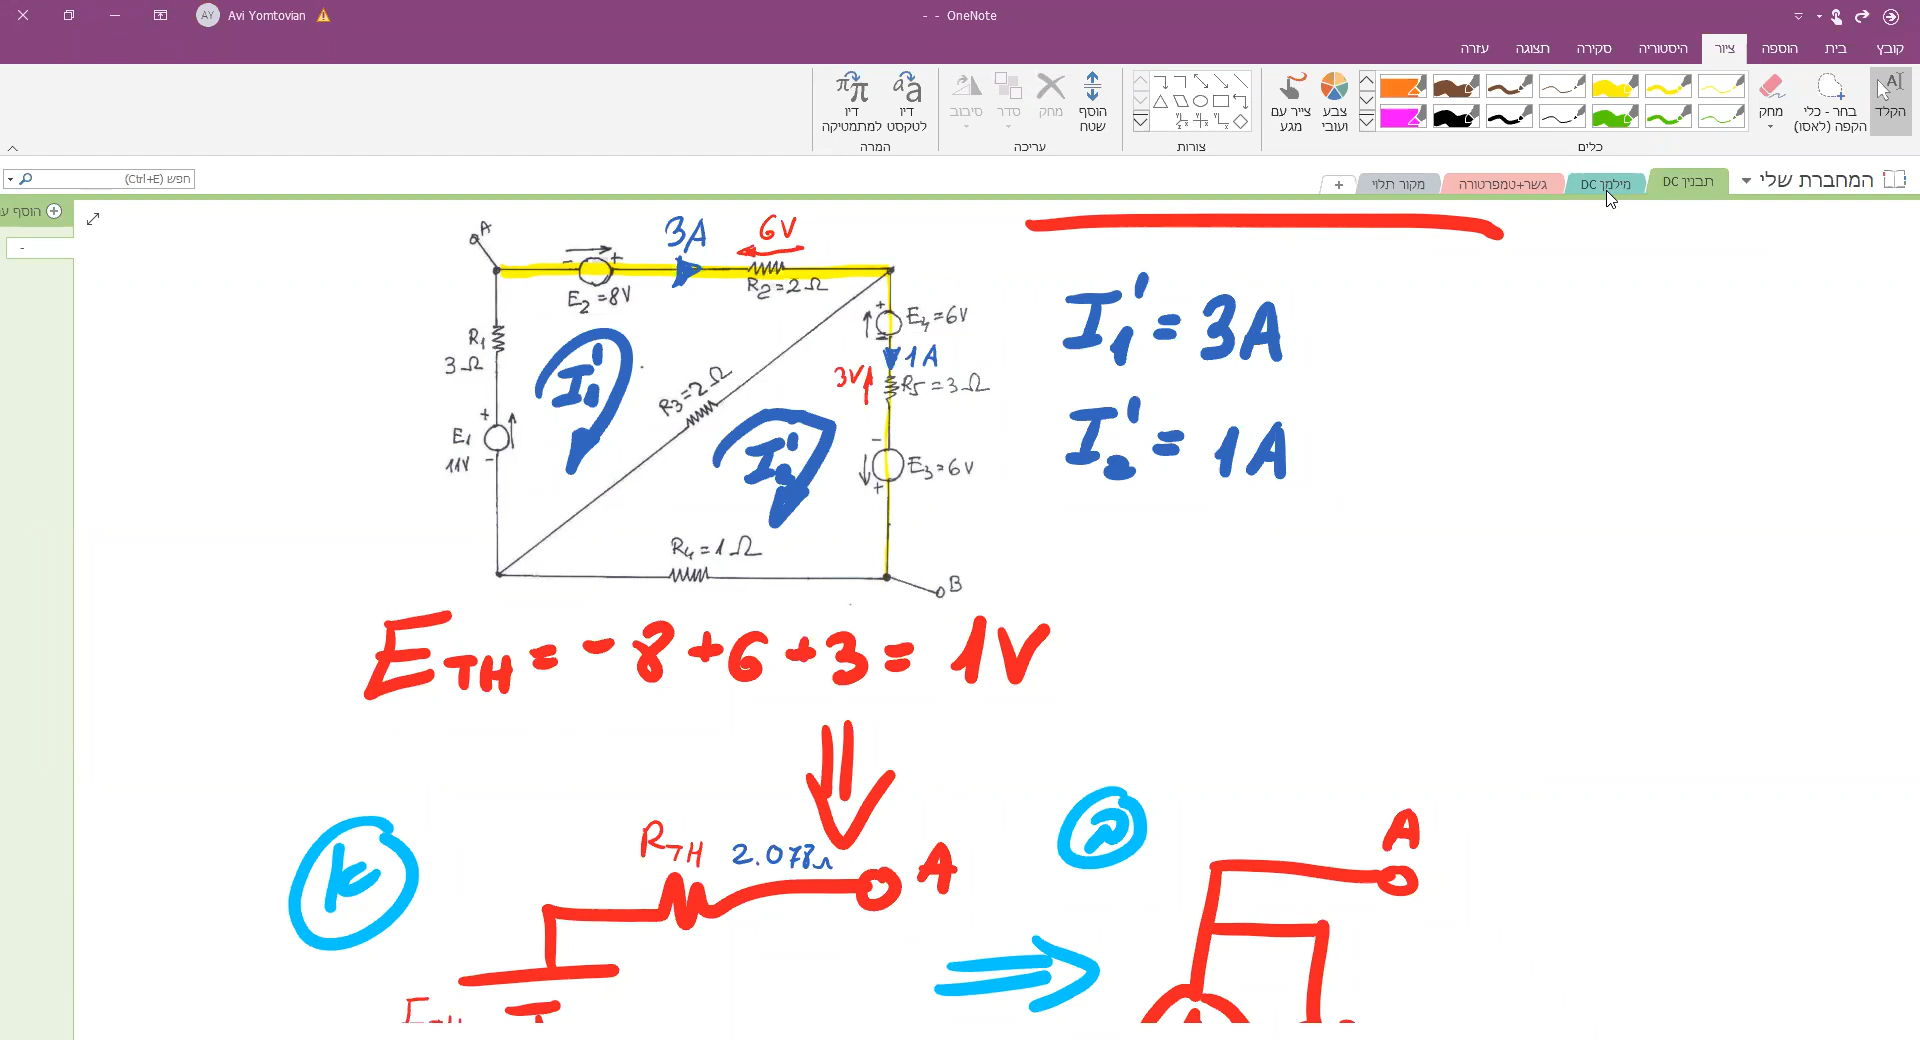 Avi Yomtovian
AY
- - OneNote
קובץ
בית
הוספה
ציור
היסטוריה
סקירה
תצוגה
עזרה
הקלד
בחר - כלי
הקפה (לאסו)
מחק
כלים
צבע
ועובי
צייר עם
מגע
צורות
הוסף
שטח
מחק
סדר
סיבוב
עריכה
דיו
לטקסט
דיו
למתמטיקה
המרה
המחברת שלי
תבנין DC
מילמן DC
גשר+טמפרטורה
מקור תלוי
+
חפש (Ctrl+E)
הוסף
-
A
3A
6V
- +
E2=8V
R2=2Ω
R1
3Ω
+
E4=6V
1A
3V
R5=3Ω
I1'
R3=2Ω
+
E1
11V
-
I2'
-
E3=6V
+
R4=1Ω
B
I1' = 3A
I2' = 1A
ETH = -8+6+3= 1V
א
RTH 2.078Ω
A
ETH
A
A